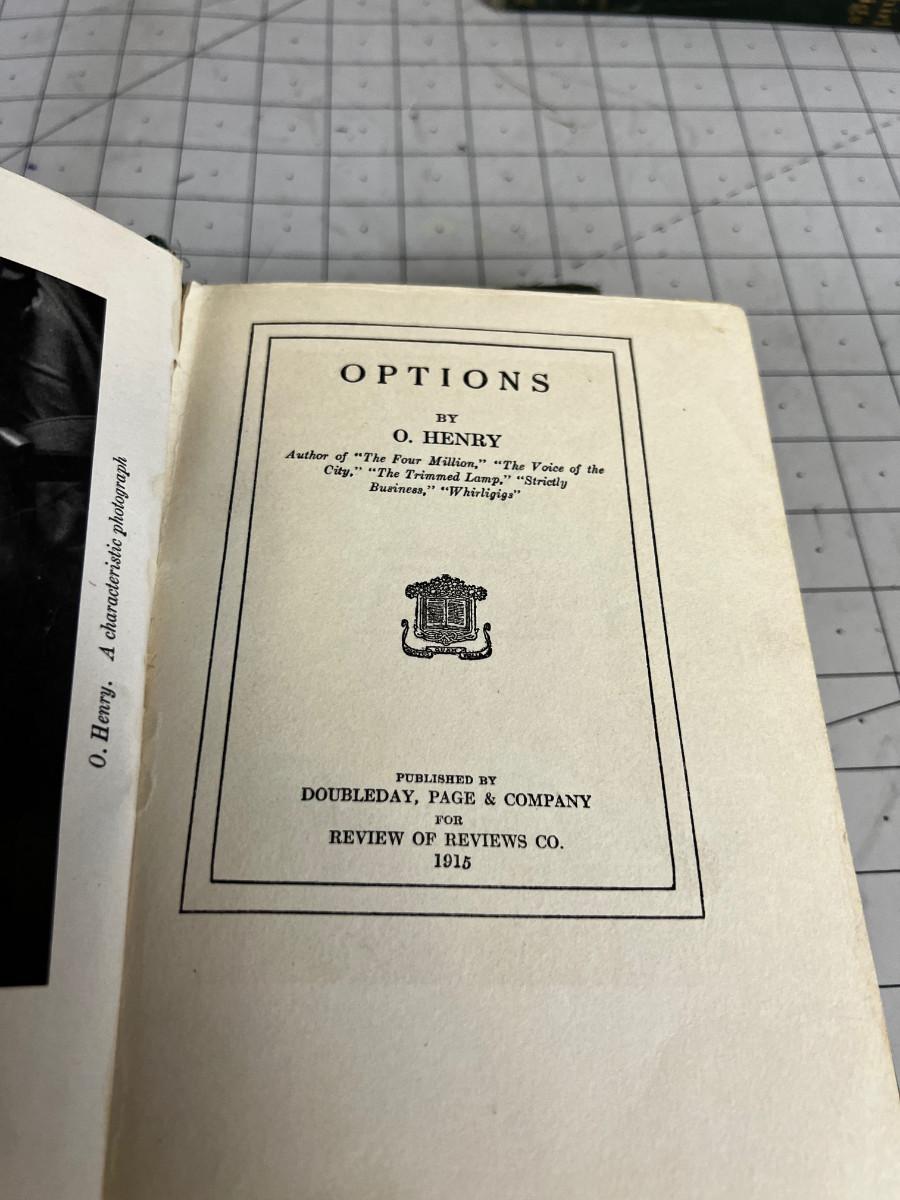 O. Henry. A characteristic photograph
OPTIONS
BY
O. HENRY
Author of "The Four Million," "The Voice of the
City," "The Trimmed Lamp," "Strictly
Business," "Whirligigs"
PUBLISHED BY
DOUBLEDAY, PAGE & COMPANY
FOR
REVIEW OF REVIEWS CO.
1915